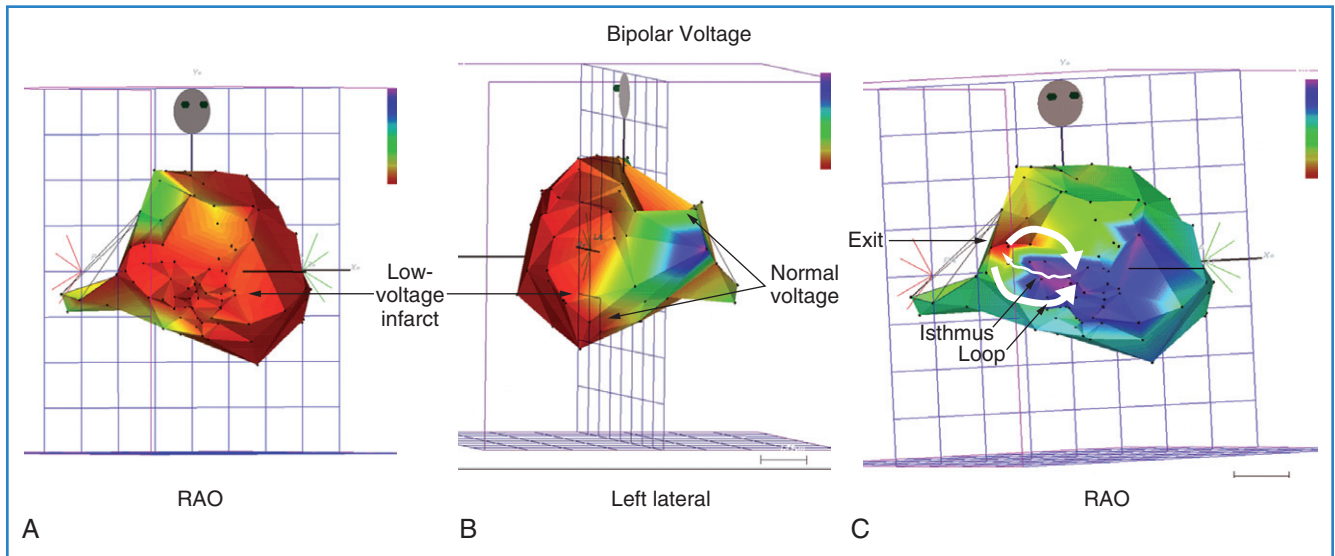 Bipolar Voltage
Low-
voltage
infarct
Normal
voltage
Exit
Isthmus
Loop
RAO
Left lateral
RAO
A
B
C